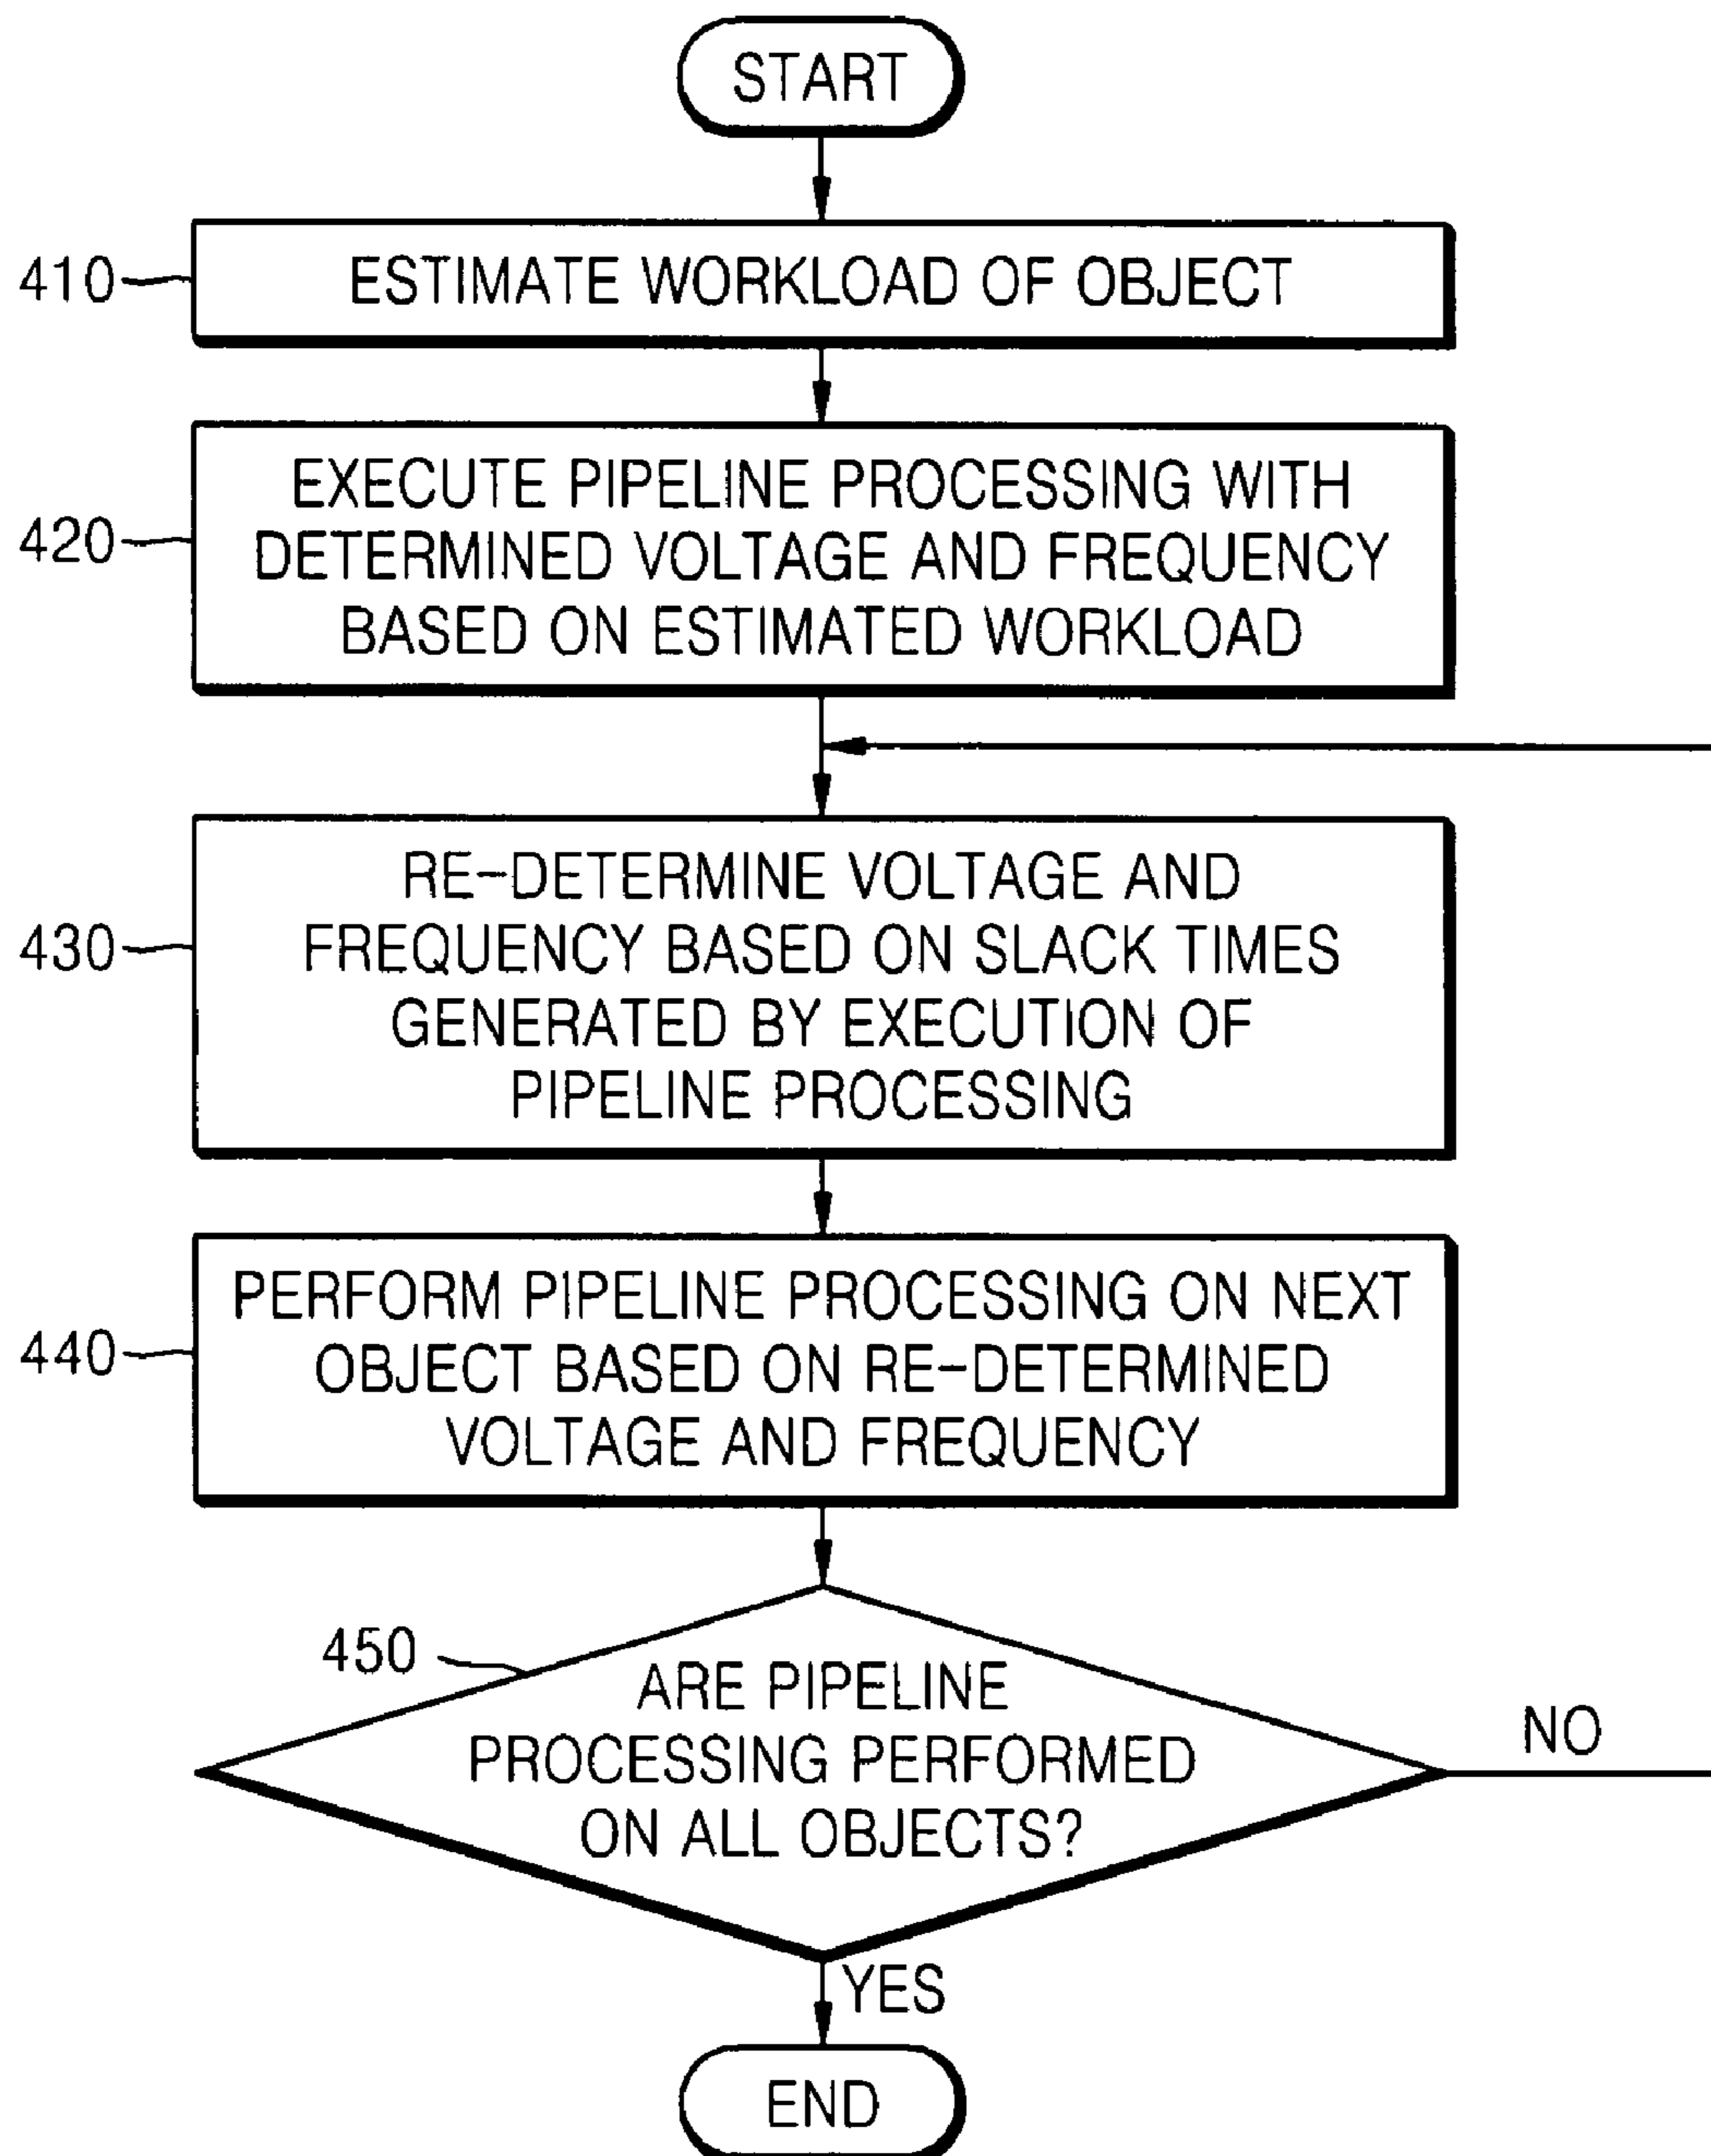 START
410
ESTIMATE WORKLOAD OF OBJECT
420
EXECUTE PIPELINE PROCESSING WITH
DETERMINED VOLTAGE AND FREQUENCY
BASED ON ESTIMATED WORKLOAD
430
RE-DETERMINE VOLTAGE AND
FREQUENCY BASED ON SLACK TIMES
GENERATED BY EXECUTION OF
PIPELINE PROCESSING
440
PERFORM PIPELINE PROCESSING ON NEXT
OBJECT BASED ON RE-DETERMINED
VOLTAGE AND FREQUENCY
450
ARE PIPELINE
PROCESSING PERFORMED
ON ALL OBJECTS?
NO
YES
END